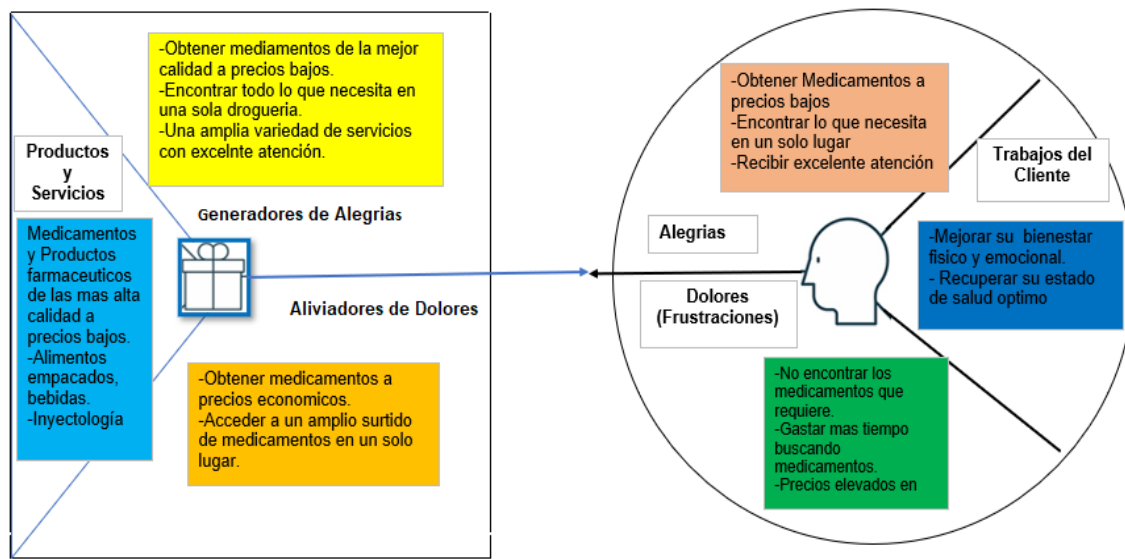 -Obtener mediamentos de la mejor
calidad a precios bajos.
-Encontrar todo lo que necesita en
una sola drogueria.
-Una amplia variedad de servicios
con excelnte atención.
Productos
y
Servicios
Generadores de Alegrias
Medicamentos
y Productos
farmaceuticos
de las mas alta
calidad a
precios bajos.
-Alimentos
empacados,
bebidas.
-Inyectología
Aliviadores de Dolores
-Obtener medicamentos a
precios economicos.
-Acceder a un amplio surtido
de medicamentos en un solo
lugar.
-Obtener Medicamentos a
precios bajos
-Encontrar lo que necesita
en un solo lugar
-Recibir excelente atención
Trabajos del
Cliente
Alegrias
-Mejorar su bienestar
fisico y emocional.
- Recuperar su estado
de salud optimo
Dolores
(Frustraciones)
-No encontrar los
medicamentos que
requiere.
-Gastar mas tiempo
buscando
medicamentos.
-Precios elevados en